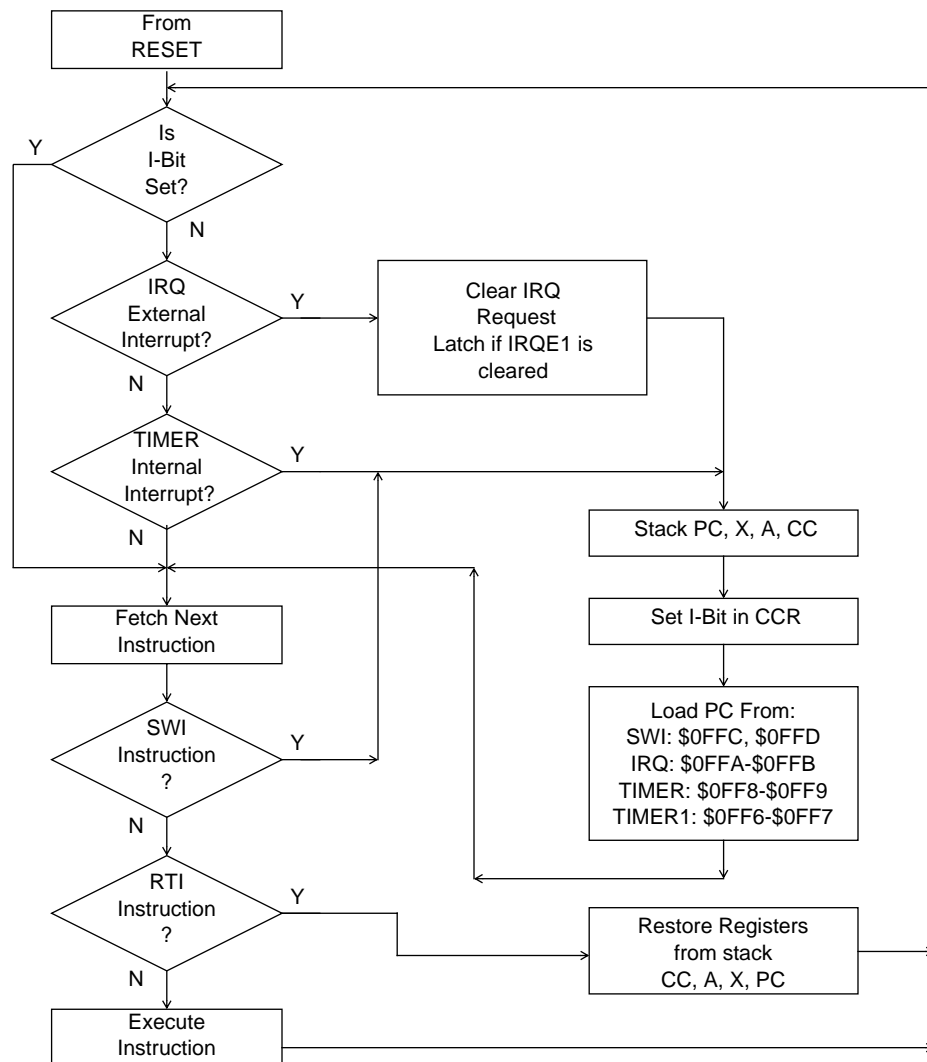 From
RESET
Is
I-Bit
Set?
Y
N
IRQ
External
Interrupt?
Y
N
Clear IRQ
Request
Latch if IRQE1 is
cleared
TIMER
Internal
Interrupt?
Y
N
Stack PC, X, A, CC
Set I-Bit in CCR
Load PC From:
SWI: $0FFC, $0FFD
IRQ: $0FFA-$0FFB
TIMER: $0FF8-$0FF9
TIMER1: $0FF6-$0FF7
Fetch Next
Instruction
SWI
Instruction
?
Y
N
RTI
Instruction
?
Y
N
Restore Registers
from stack
CC, A, X, PC
Execute
Instruction